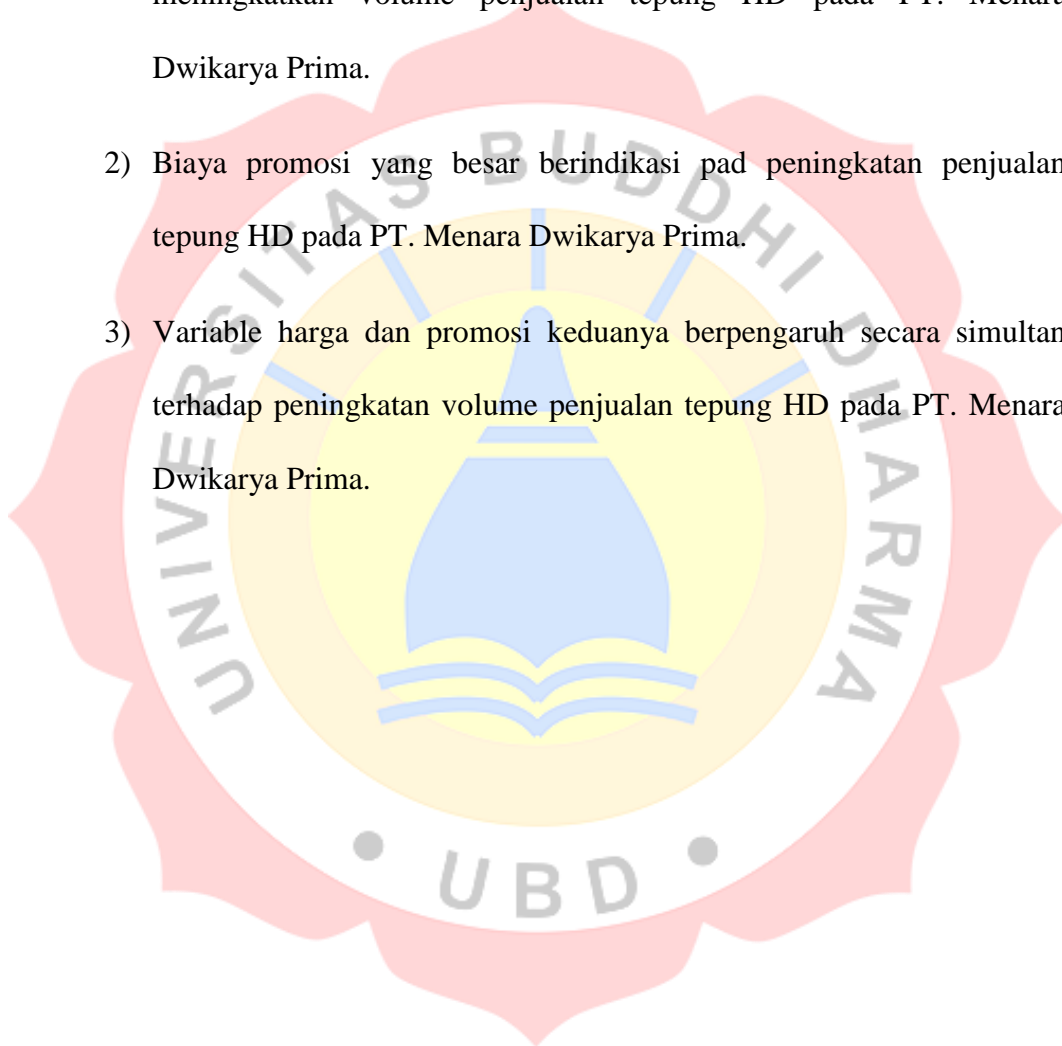 meningkatkan volume penjualan tepung HD pada PT. Menara
Dwikarya Prima.
2) Biaya promosi yang besar berindikasi pad peningkatan penjualan
tepung HD pada PT. Menara Dwikarya Prima.
3) Variable harga dan promosi keduanya berpengaruh secara simultan
terhadap peningkatan volume penjualan tepung HD pada PT. Menara
Dwikarya Prima.
UNIVERSITAS BUDDHI DHARMA
• UBD •